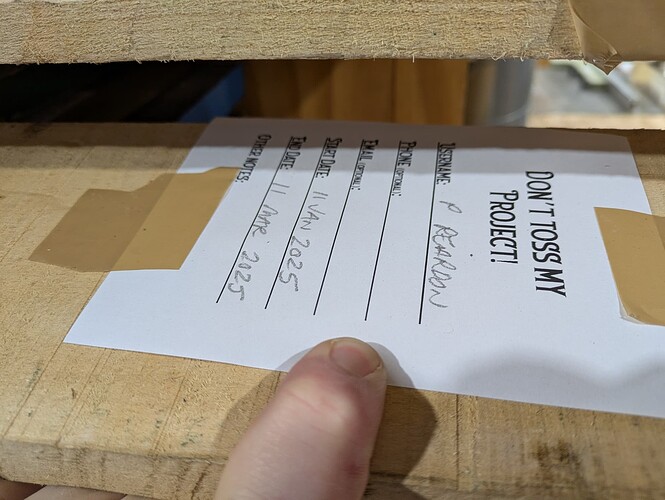 DON'T TOSS MY
PROJECT!
USERNAME: P REARDON
PHONE (OPTIONAL):
EMAIL (OPTIONAL):
START DATE: 11 JAN 2025
END DATE: 11 MAR 2025
OTHER NOTES: